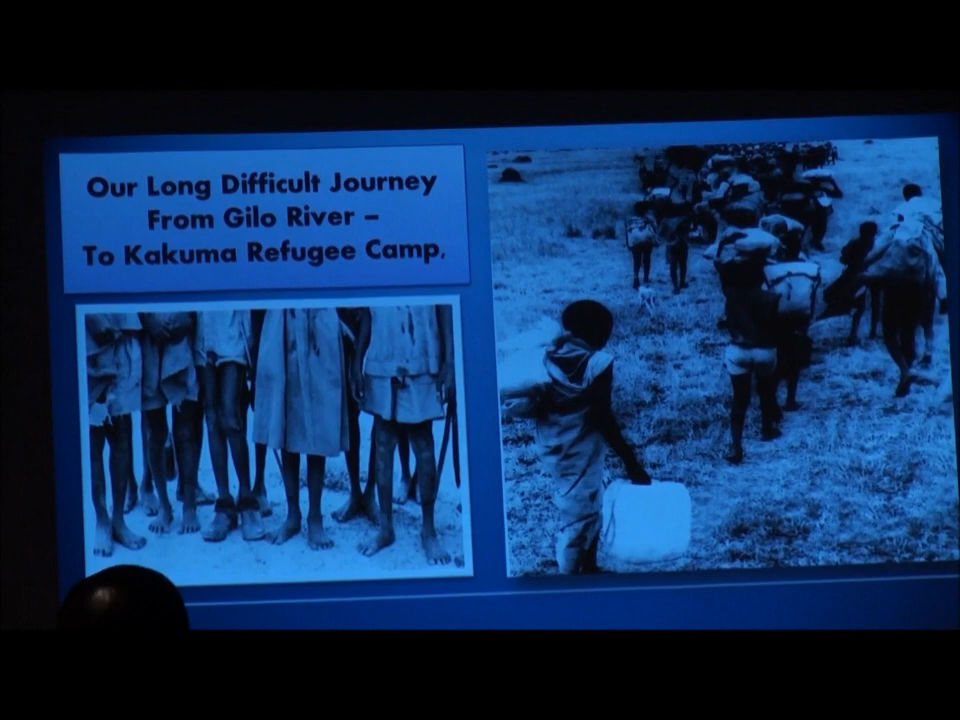 Our Long Difficult Journey
From Gilo River –
To Kakuma Refugee Camp,